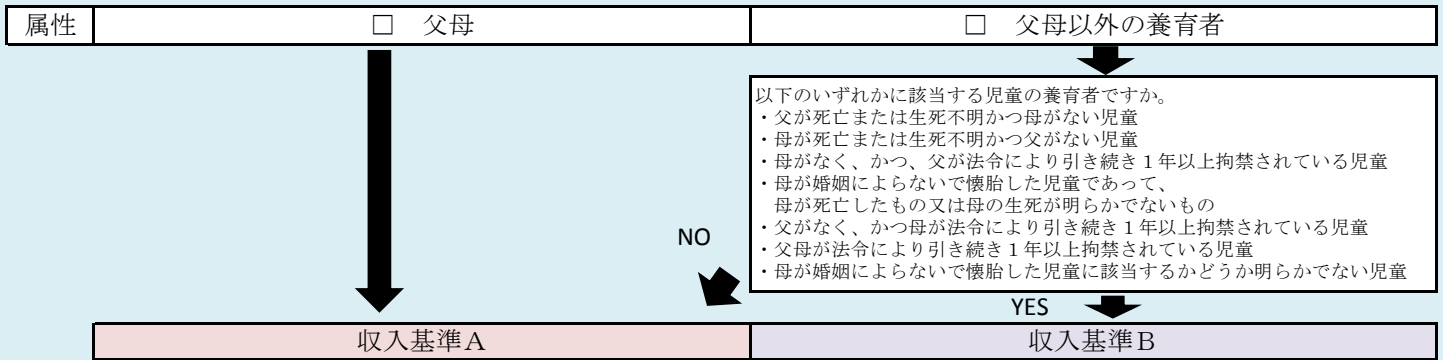 属性 □ 父母 □ 父母以外の養育者
以下のいずれかに該当する児童の養育者ですか。
・父が死亡または生死不明かつ母がない児童
・母が死亡または生死不明かつ父がない児童
・母がなく、かつ、父が法令により引き続き１年以上拘禁されている児童
・母が婚姻によらないで懐胎した児童であって、
母が死亡したもの又は母の生死が明らかでないもの
・父がなく、かつ母が法令により引き続き１年以上拘禁されている児童
・父母が法令により引き続き１年以上拘禁されている児童
・母が婚姻によらないで懐胎した児童に該当するかどうか明らかでない児童
NO
YES
収入基準Ａ 収入基準Ｂ